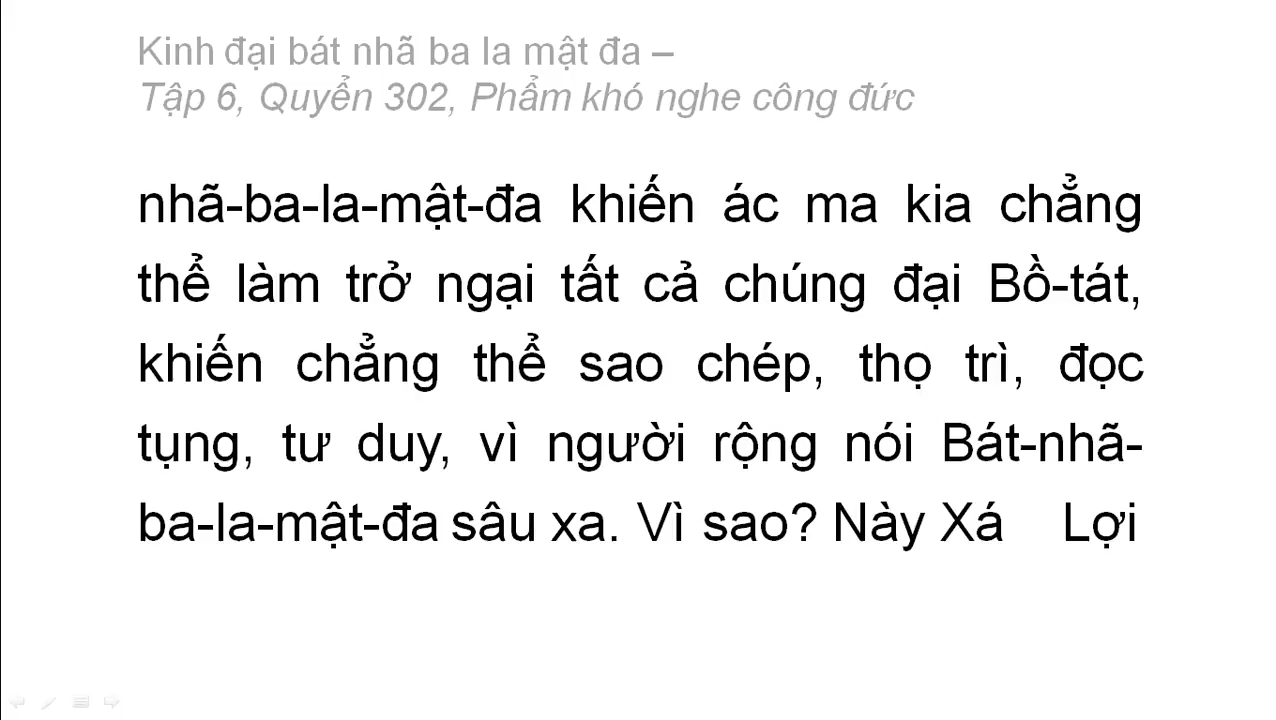 Kinh đại bát nhã ba la mật đa –
Tập 6, Quyển 302, Phẩm khó nghe công đức
nhã-ba-la-mật-đa khiến ác ma kia chẳng
thể làm trở ngại tất cả chúng đại Bồ-tát,
khiến chẳng thể sao chép, thọ trì, đọc
tụng, tư duy, vì người rộng nói Bát-nhã-
ba-la-mật-đa sâu xa. Vì sao? Này Xá Lợi